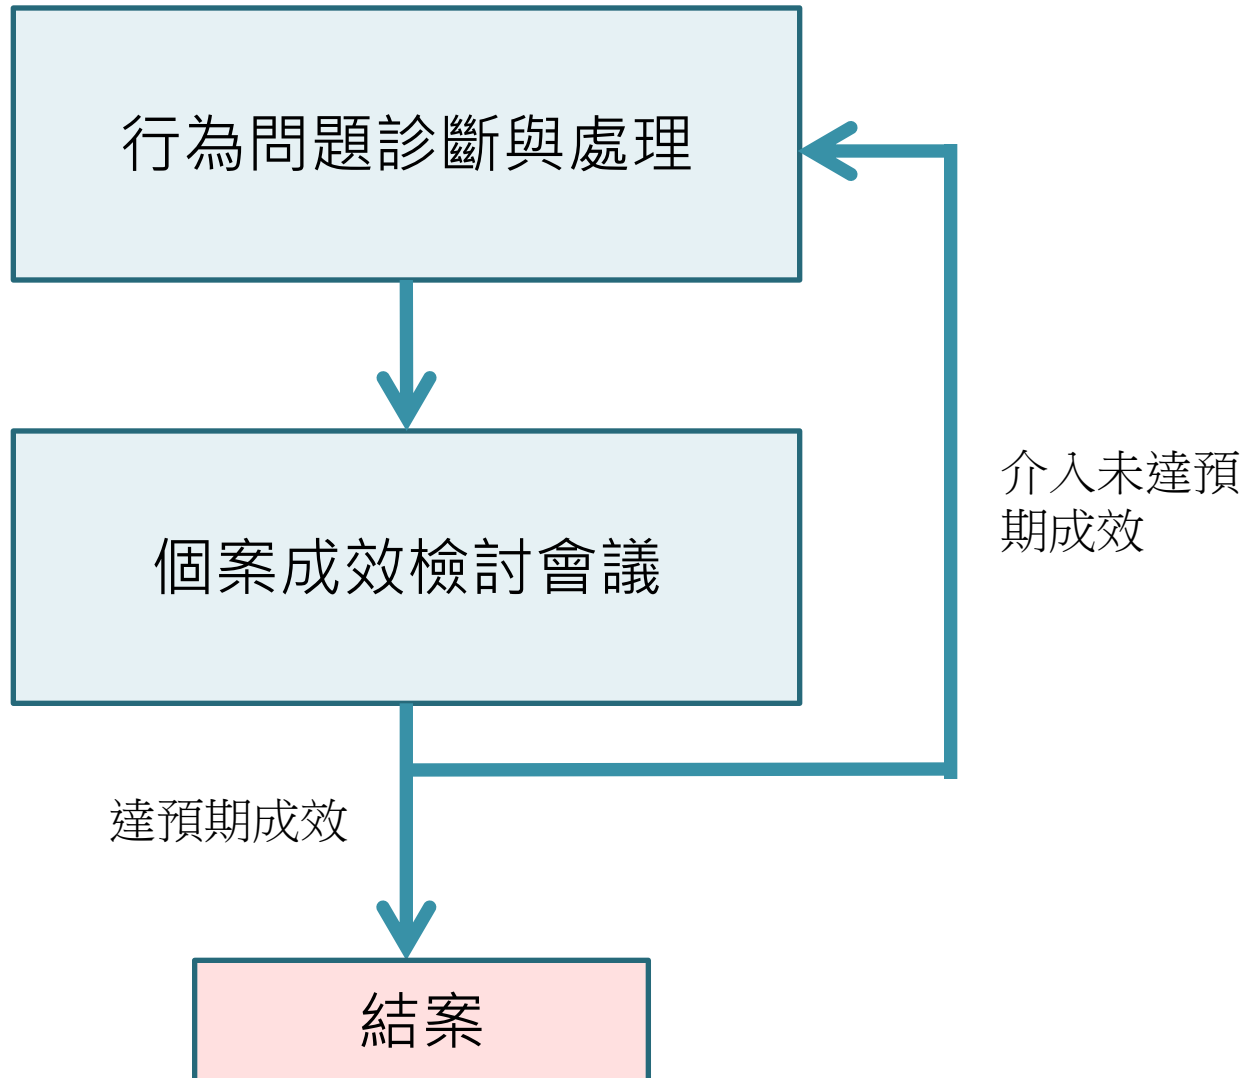 行為問題診斷與處理
介入未達預
期成效
個案成效檢討會議
達預期成效
結案